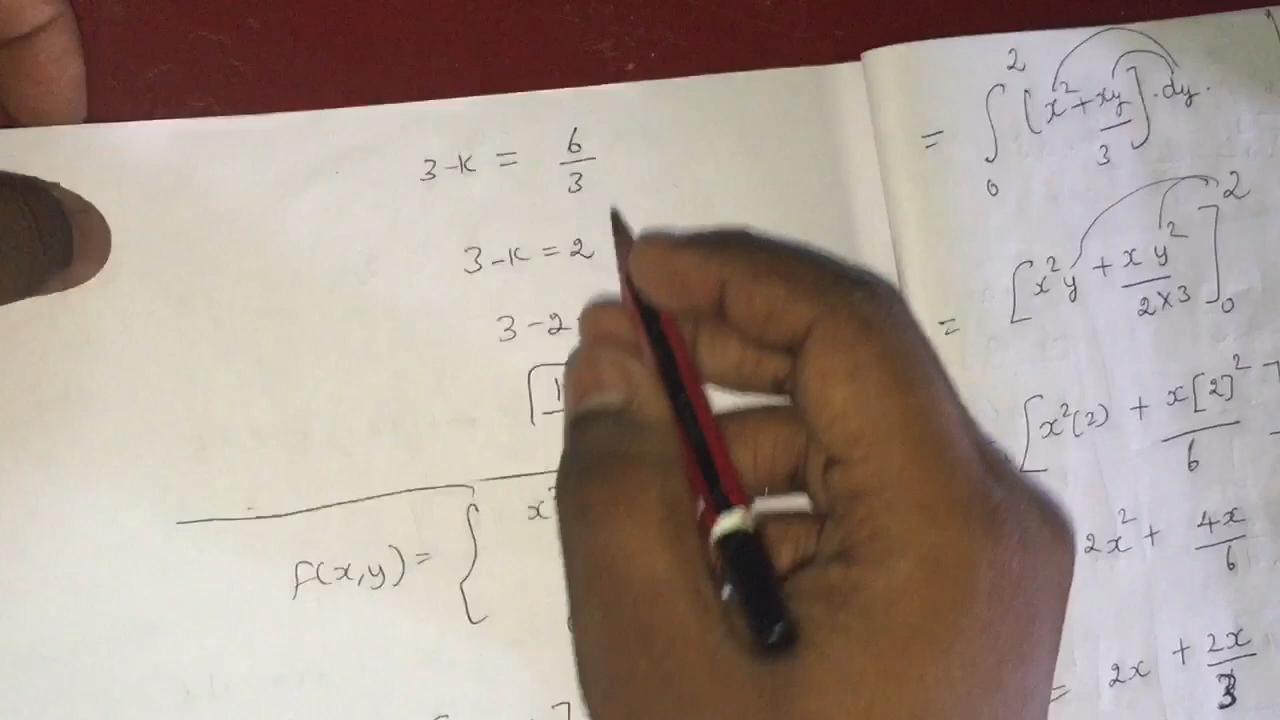 3-k = 6/3
3-k = 2
3-2
1
f(x,y) = { x
= ∫₀² [x² + xy/3] . dy.
= [x²y + xy²/2×3]₀²
[x²(2) + x[2]²/6]
2x² + 4x/6
= 2x + 2x/3